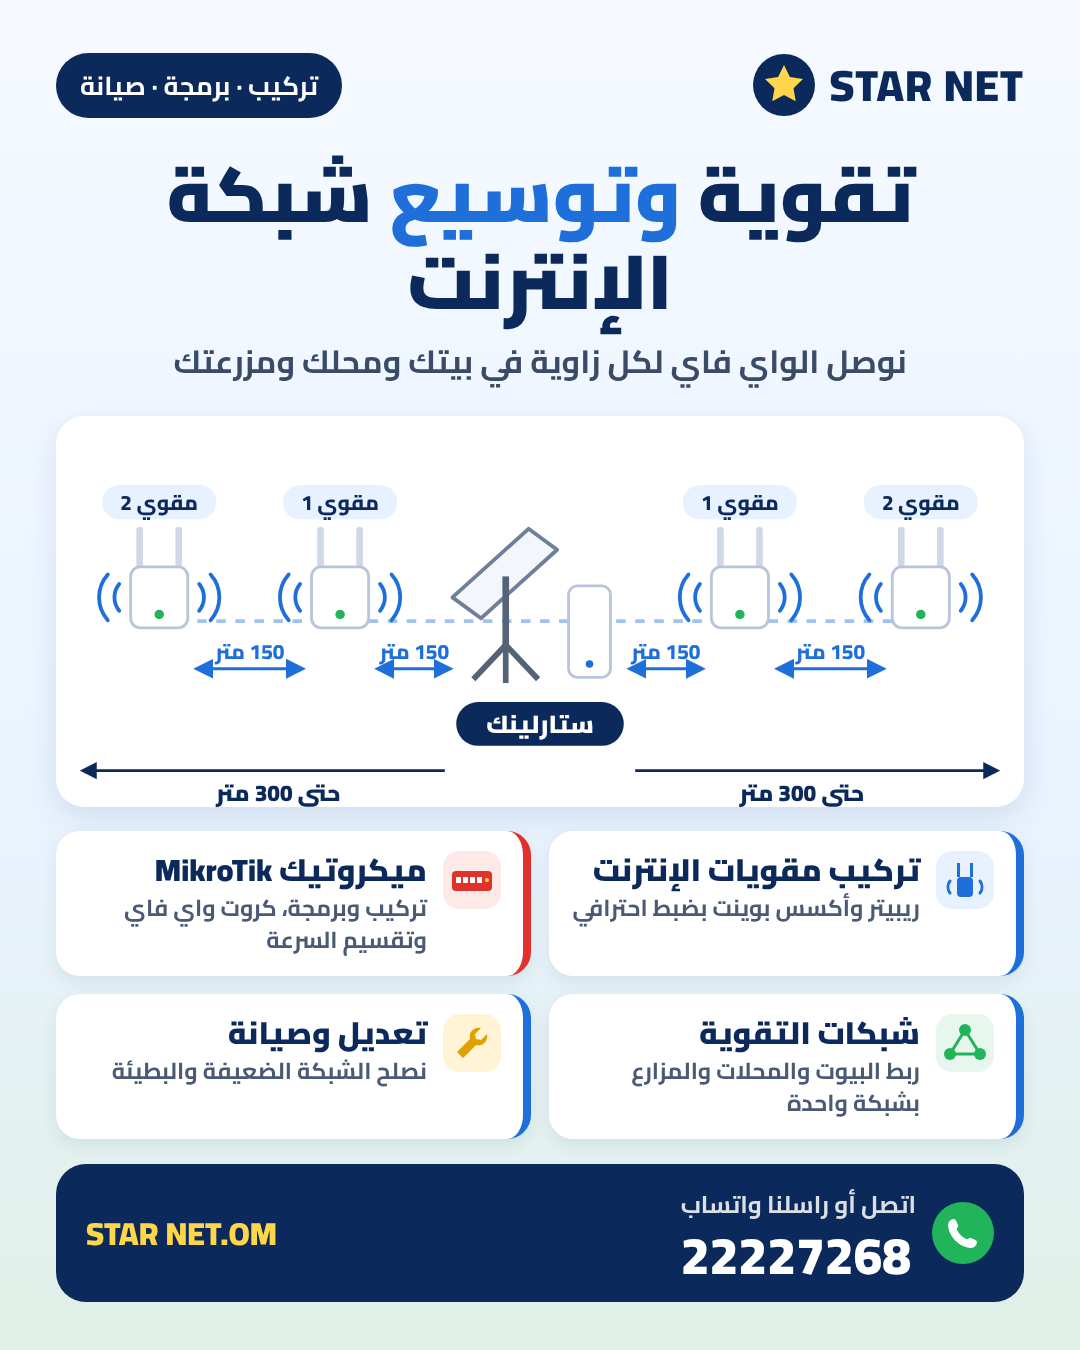 STAR NET
تركيب · برمجة · صيانة
تقوية وتوسيع شبكة
الإنترنت
نوصل الواي فاي لكل زاوية في بيتك ومحلك ومزرعتك
مقوي 2
مقوي 1
مقوي 1
مقوي 2
150 متر
150 متر
150 متر
150 متر
ستارلينك
حتى 300 متر
حتى 300 متر
تركيب مقويات الإنترنت
ريبيتر وأكسس بوينت بضبط احترافي
ميكروتيك MikroTik
تركيب وبرمجة، كروت واي فاي
وتقسيم السرعة
شبكات التقوية
ربط البيوت والمحلات والمزارع
بشبكة واحدة
تعديل وصيانة
نصلح الشبكة الضعيفة والبطيئة
اتصل أو راسلنا واتساب
22227268
STAR NET.OM